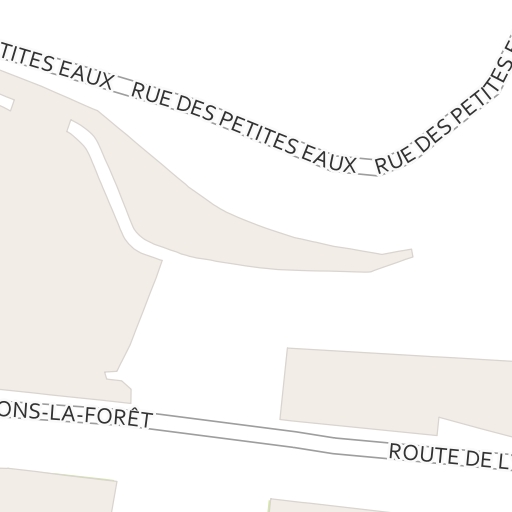 TITES EAUX
RUE DES PETITES EAUX
RUE DES PETITES E
ONS-LA-FORÊT
ROUTE DE L